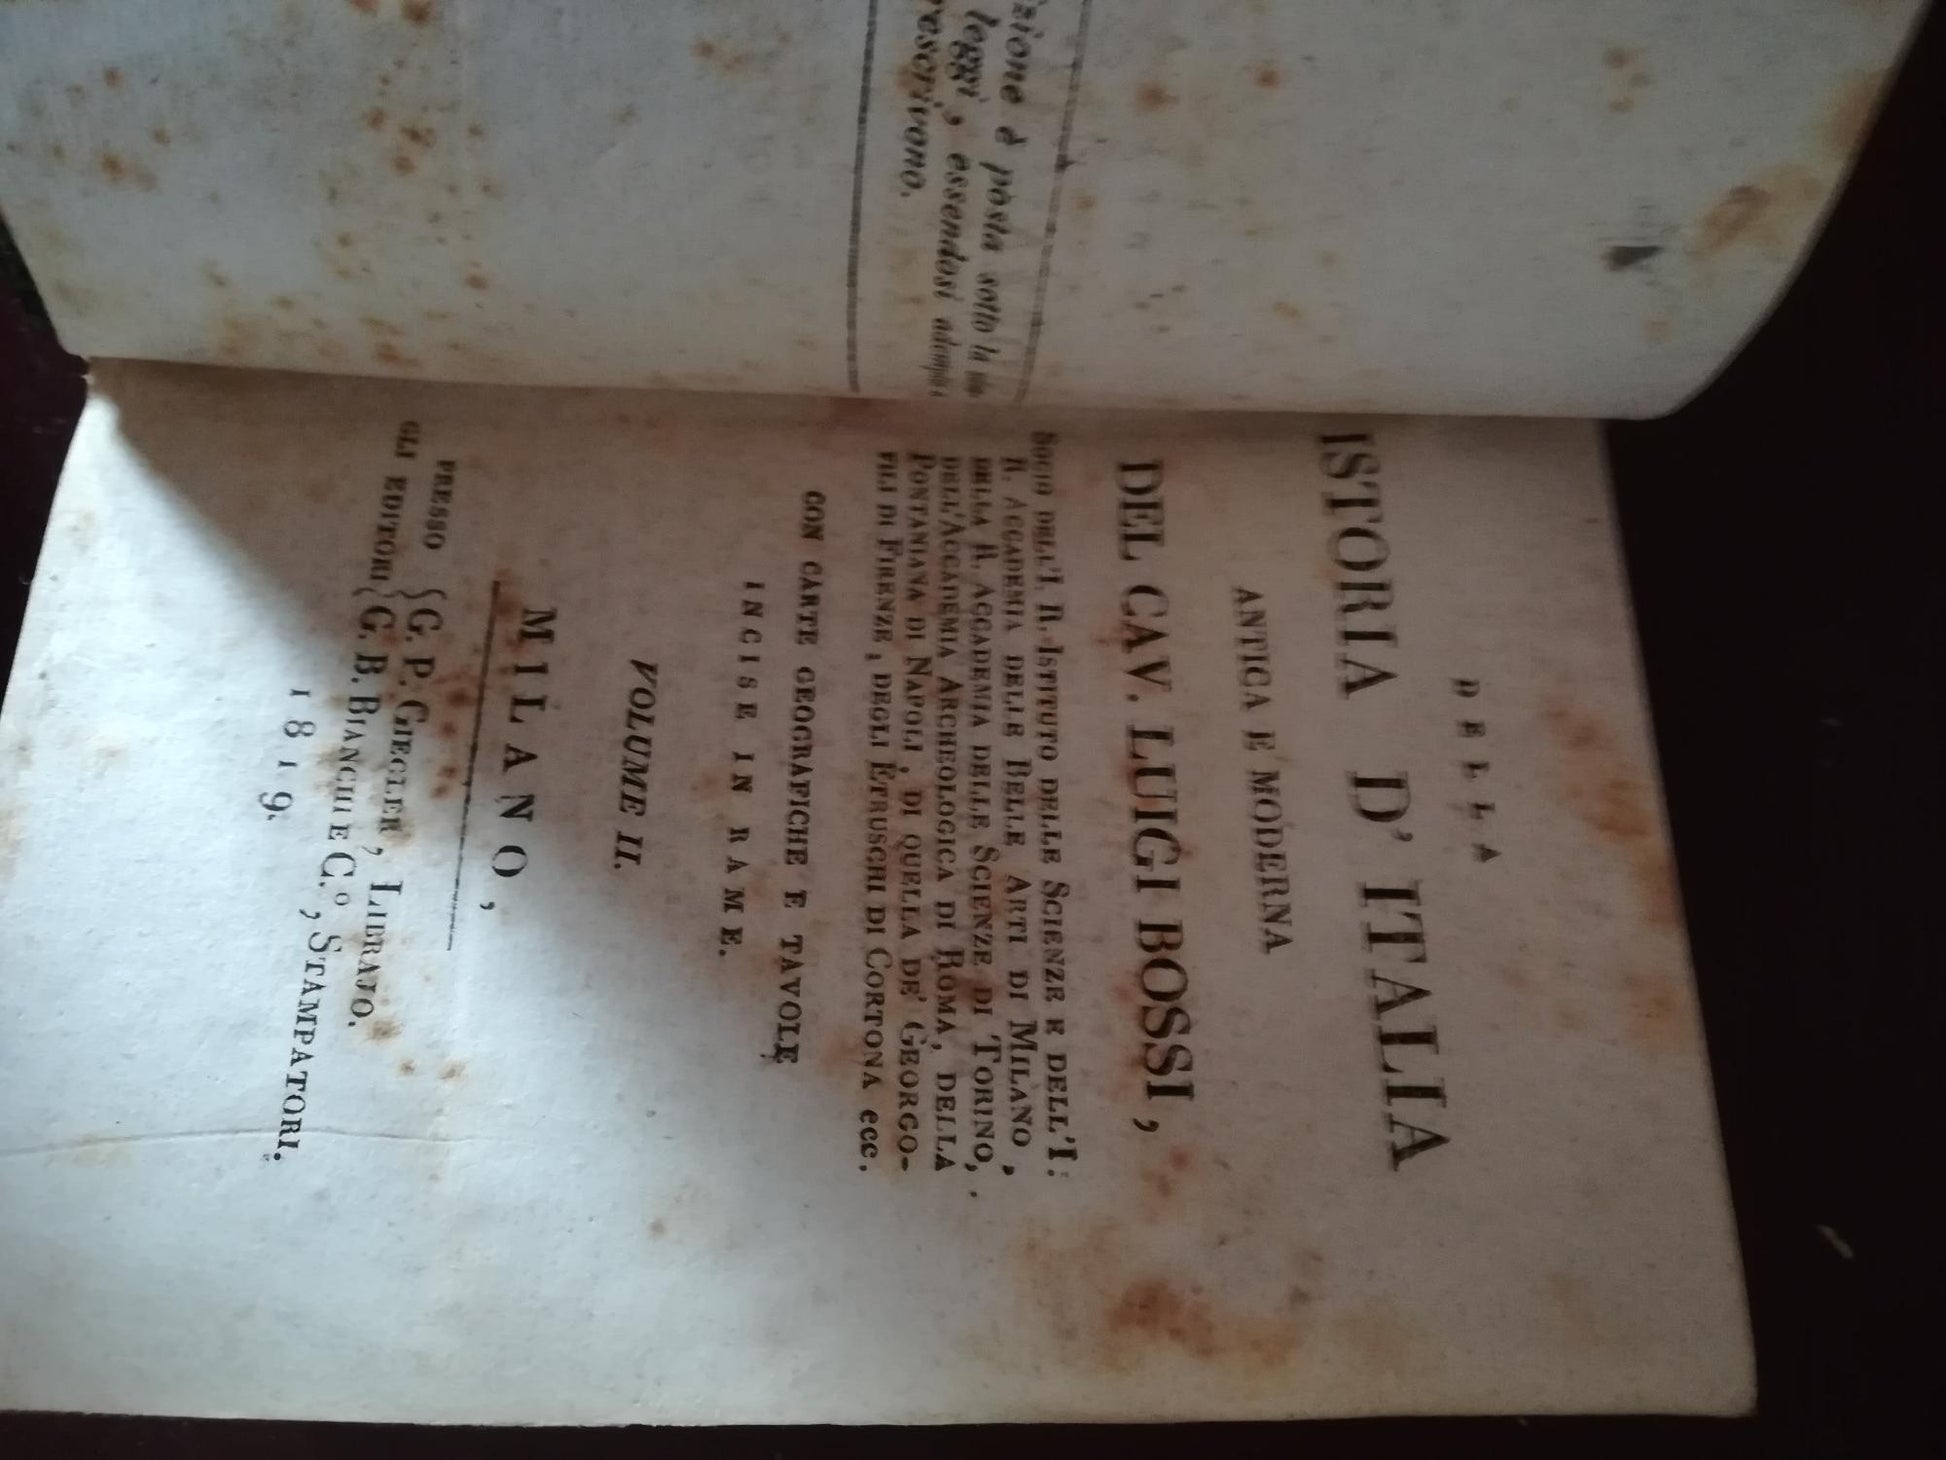 zione è posta sotto la
leggi, essendosi adempiu
rescrivono.
DELLA
ISTORIA D'ITALIA
ANTICA E MODERNA
DEL CAV. LUIGI BOSSI,
SOCIO DELL'I. R. ISTITUTO DELLE SCIENZE E DELL'I.
R. ACCADEMIA DELLE BELLE ARTI DI MILANO,
DELLA R. ACCADEMIA DELLE SCIENZE DI TORINO,
DELL'ACCADEMIA ARCHEOLOGICA DI ROMA, DELLA
PONTANIANA DI NAPOLI, DI QUELLA DE' GEORGO-
FILI DI FIRENZE, DEGLI ETRUSCHI DI CORTONA ecc.
CON CARTE GEOGRAFICHE E TAVOLE
INCISE IN RAME.
VOLUME II.
MILANO,
PRESSO { G. P. GIEGLER, LIBRAJO.
GLI EDITORI { G. B. BIANCHI E C.º, STAMPATORI.
1819.